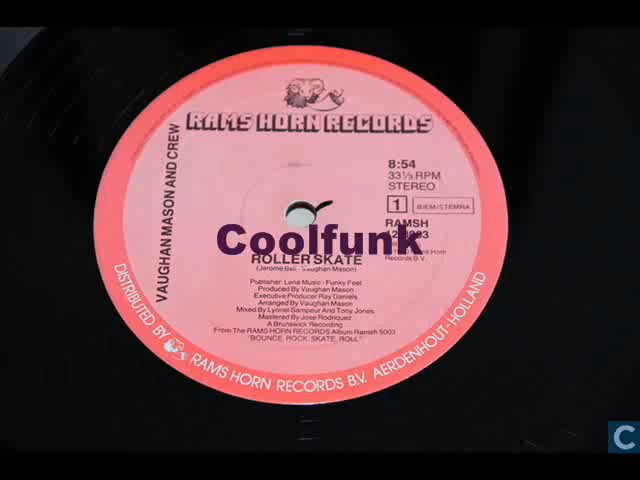 RAMS HORN RECORDS
VAUGHAN MASON AND CREW
8:54
33⅓ RPM
STEREO
1 BIEM/STEMRA
RAMSH
Coolfunk
ROLLER SKATE
(Jerome Bell - Vaughan Mason)
Records B.V.
Publisher: Lena Music - Funky Feel
Produced By Vaughan Mason
Executive Producer Ray Daniels
Arranged By Vaughan Mason
Mixed By Lyonel Sampeur And Tony Jones
Mastered By Jose Rodriquez
A Brunswick Recording
From The RAMS HORN RECORDS Album Ramsh 5003
"BOUNCE, ROCK, SKATE, ROLL"
DISTRIBUTED BY RAMS HORN RECORDS B.V. AERDENHOUT-HOLLAND
C